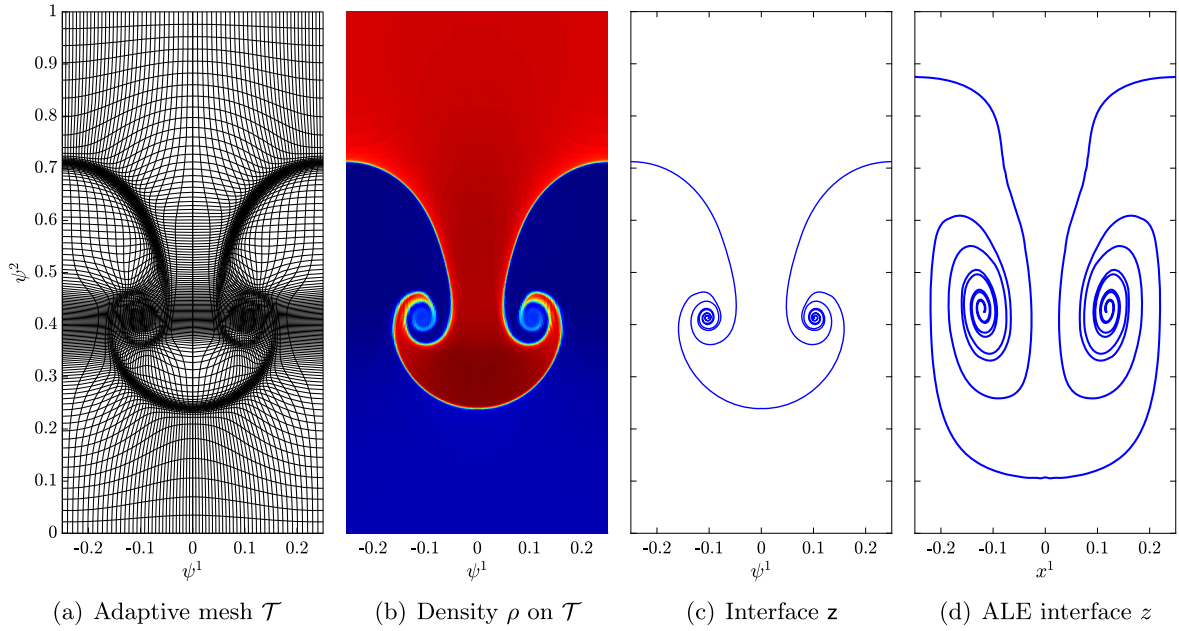 1
0.9
0.8
0.7
0.6
0.5
0.4
0.3
0.2
0.1
0
ψ²
-0.2 -0.1 0 0.1 0.2
ψ¹
-0.2 -0.1 0 0.1 0.2
ψ¹
-0.2 -0.1 0 0.1 0.2
ψ¹
-0.2 -0.1 0 0.1 0.2
x¹
(a) Adaptive mesh 𝒯
(b) Density ρ on 𝒯
(c) Interface z
(d) ALE interface z